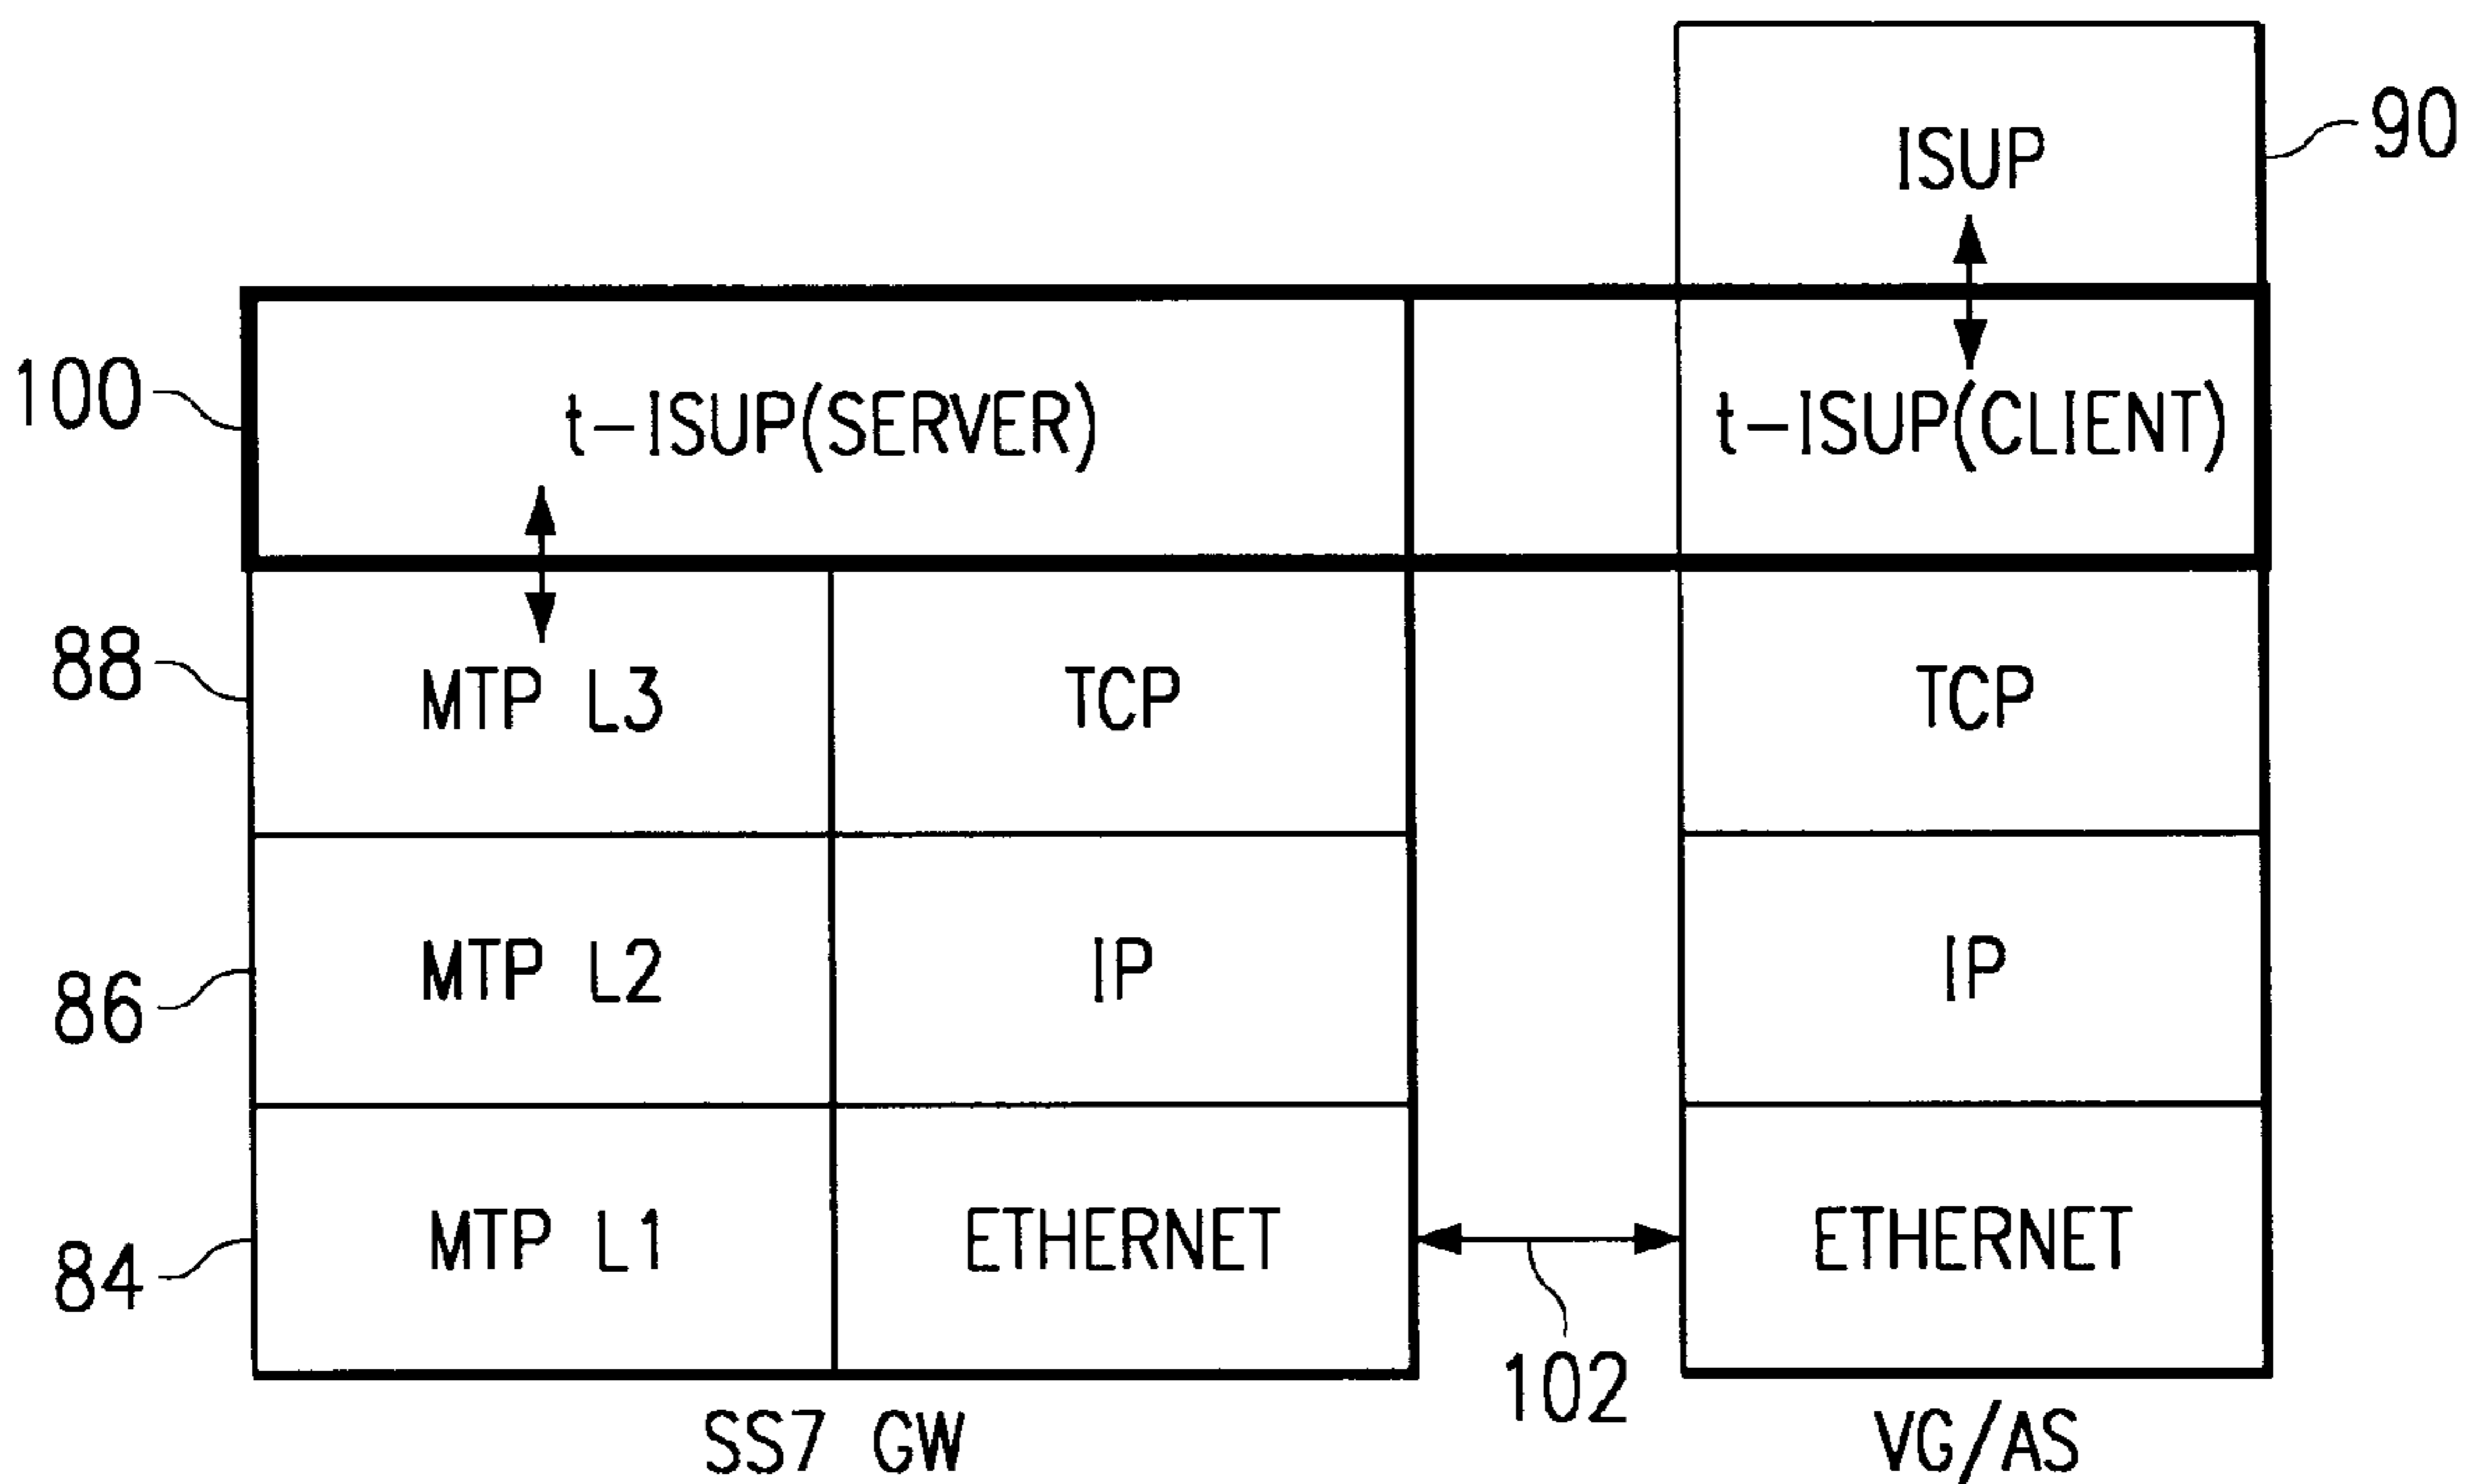 ISUP
90
100
t-ISUP(SERVER)
t-ISUP(CLIENT)
88
MTP L3
TCP
TCP
86
MTP L2
IP
IP
84
MTP L1
ETHERNET
ETHERNET
102
SS7 GW
VG/AS